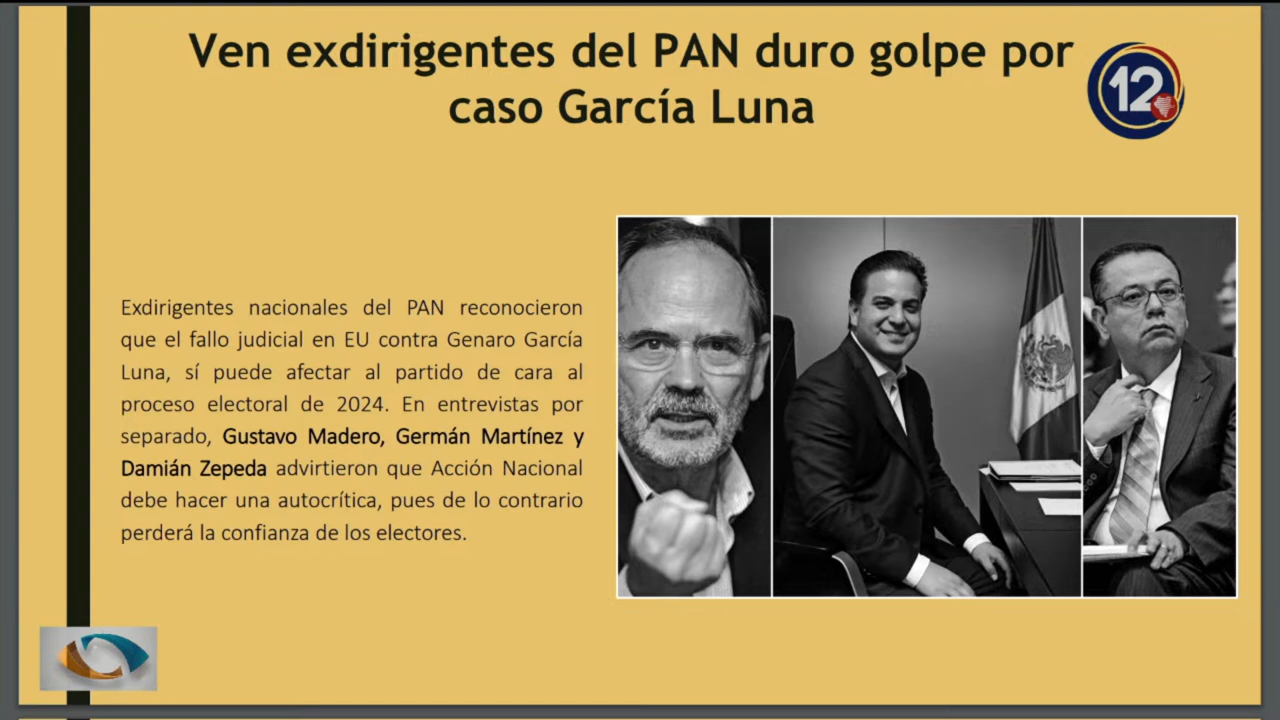 Ven exdirigentes del PAN duro golpe por
caso García Luna
12
Exdirigentes nacionales del PAN reconocieron
que el fallo judicial en EU contra Genaro García
Luna, sí puede afectar al partido de cara al
proceso electoral de 2024. En entrevistas por
separado, Gustavo Madero, Germán Martínez y
Damián Zepeda advirtieron que Acción Nacional
debe hacer una autocrítica, pues de lo contrario
perderá la confianza de los electores.